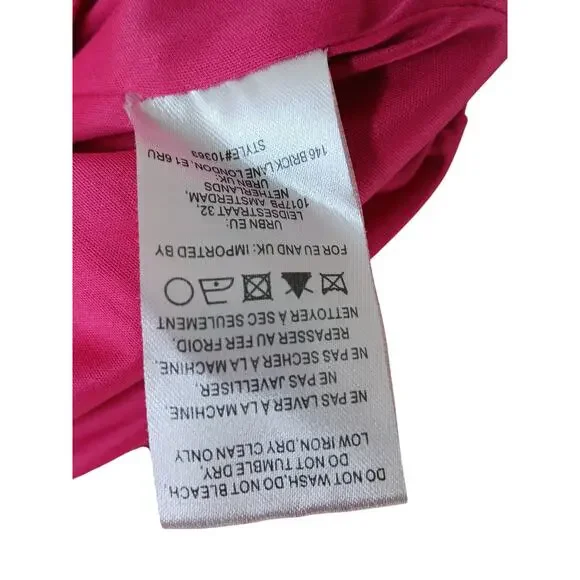 DO NOT WASH,DO NOT BLEACH,
DO NOT TUMBLE DRY,
LOW IRON,DRY CLEAN ONLY
NE PAS LAVER À LA MACHINE,
NE PAS JAVELLISER,
NE PAS SECHER À LA MACHINE,
REPASSER AU FER FROID,
NETTOYER À SEC SEULEMENT
FOR EU AND UK: IMPORTED BY
URBN EU:
LEIDSESTRAAT 32,
1017PB AMSTERDAM,
NETHERLANDS
URBN UK:
146 BRICK LANE LONDON, E1 6RU
STYLE#10363